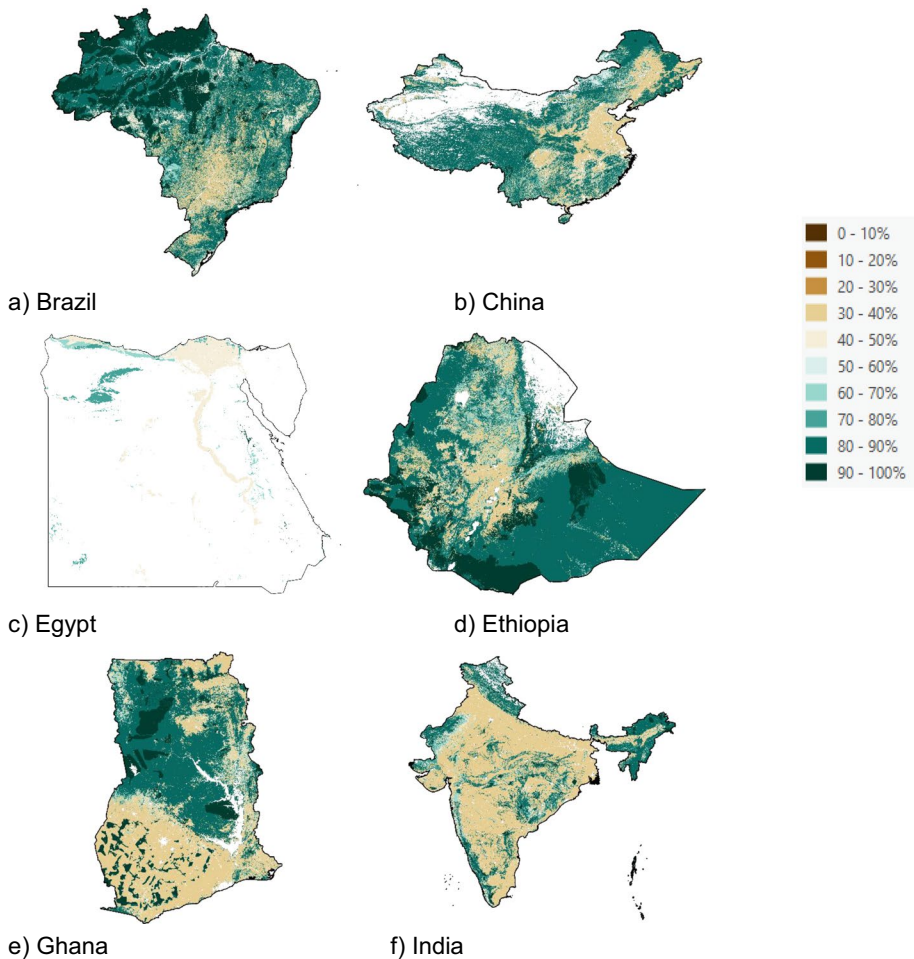 a) Brazil
b) China
0 - 10%
10 - 20%
20 - 30%
30 - 40%
40 - 50%
50 - 60%
60 - 70%
70 - 80%
80 - 90%
90 - 100%
c) Egypt
d) Ethiopia
e) Ghana
f) India